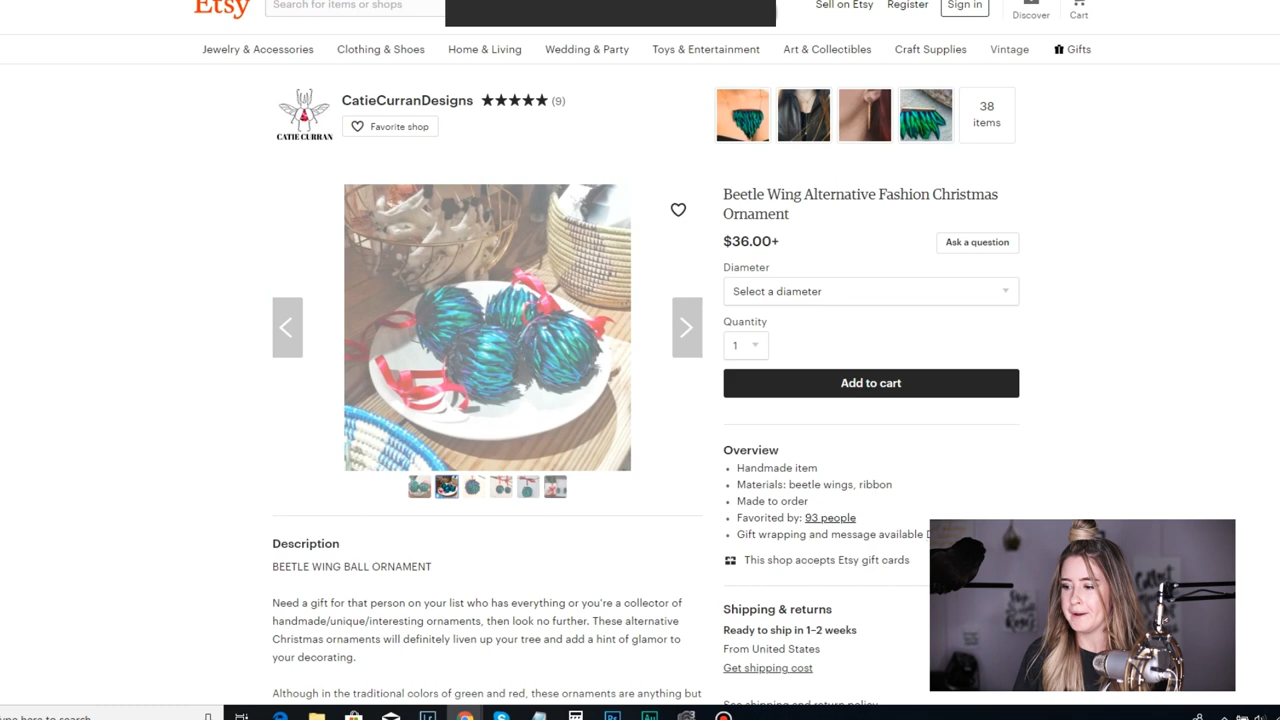 Etsy
Search for items or shops
Sell on Etsy
Register
Sign in
Discover
Cart
Jewelry & Accessories
Clothing & Shoes
Home & Living
Wedding & Party
Toys & Entertainment
Art & Collectibles
Craft Supplies
Vintage
Gifts
CatieCurranDesigns ★★★★★ (9)
Favorite shop
CATIE CURRAN
38
items
Beetle Wing Alternative Fashion Christmas
Ornament
$36.00+
Ask a question
Diameter
Select a diameter
Quantity
1
Add to cart
Overview
• Handmade item
• Materials: beetle wings, ribbon
• Made to order
• Favorited by: 93 people
• Gift wrapping and message available
This shop accepts Etsy gift cards
Shipping & returns
Ready to ship in 1–2 weeks
From United States
Get shipping cost
See shipping and return policy
Description
BEETLE WING BALL ORNAMENT
Need a gift for that person on your list who has everything or you're a collector of
handmade/unique/interesting ornaments, then look no further. These alternative
Christmas ornaments will definitely liven up your tree and add a hint of glamor to
your decorating.
Although in the traditional colors of green and red, these ornaments are anything but
here to search